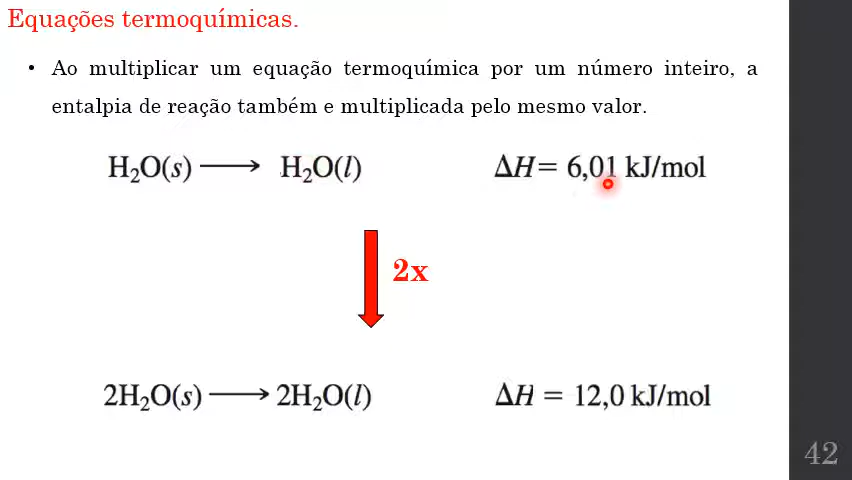 Equações termoquímicas.
• Ao multiplicar um equação termoquímica por um número inteiro, a
entalpia de reação também e multiplicada pelo mesmo valor.
H₂O(s) ⟶ H₂O(l) ΔH = 6,01 kJ/mol
2x
2H₂O(s) ⟶ 2H₂O(l) ΔH = 12,0 kJ/mol
42